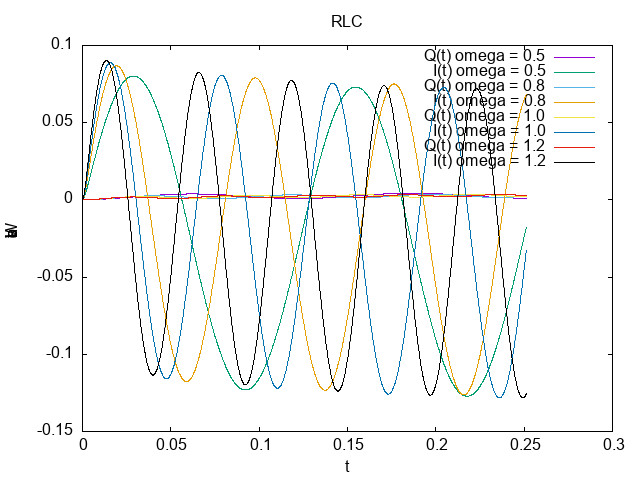 RLC
0.1
0.05
0
-0.05
-0.1
-0.15
0
0.05
0.1
0.15
0.2
0.25
0.3
t
Q(t) omega = 0.5
I(t) omega = 0.5
Q(t) omega = 0.8
I(t) omega = 0.8
Q(t) omega = 1.0
I(t) omega = 1.0
Q(t) omega = 1.2
I(t) omega = 1.2